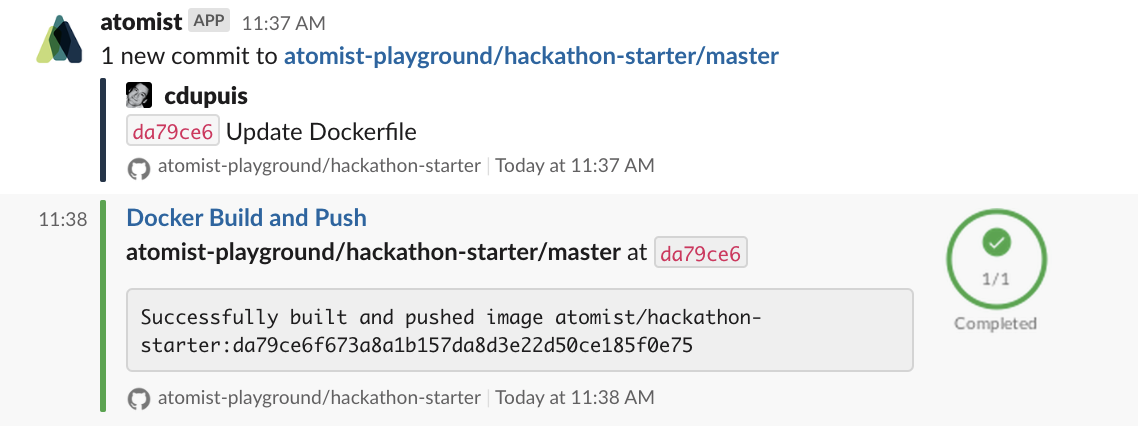 atomist APP 11:37 AM
1 new commit to atomist-playground/hackathon-starter/master
cdupuis
da79ce6 Update Dockerfile
atomist-playground/hackathon-starter | Today at 11:37 AM
11:38 Docker Build and Push
atomist-playground/hackathon-starter/master at da79ce6
1/1
Completed
Successfully built and pushed image atomist/hackathon-
starter:da79ce6f673a8a1b157da8d3e22d50ce185f0e75
atomist-playground/hackathon-starter | Today at 11:38 AM